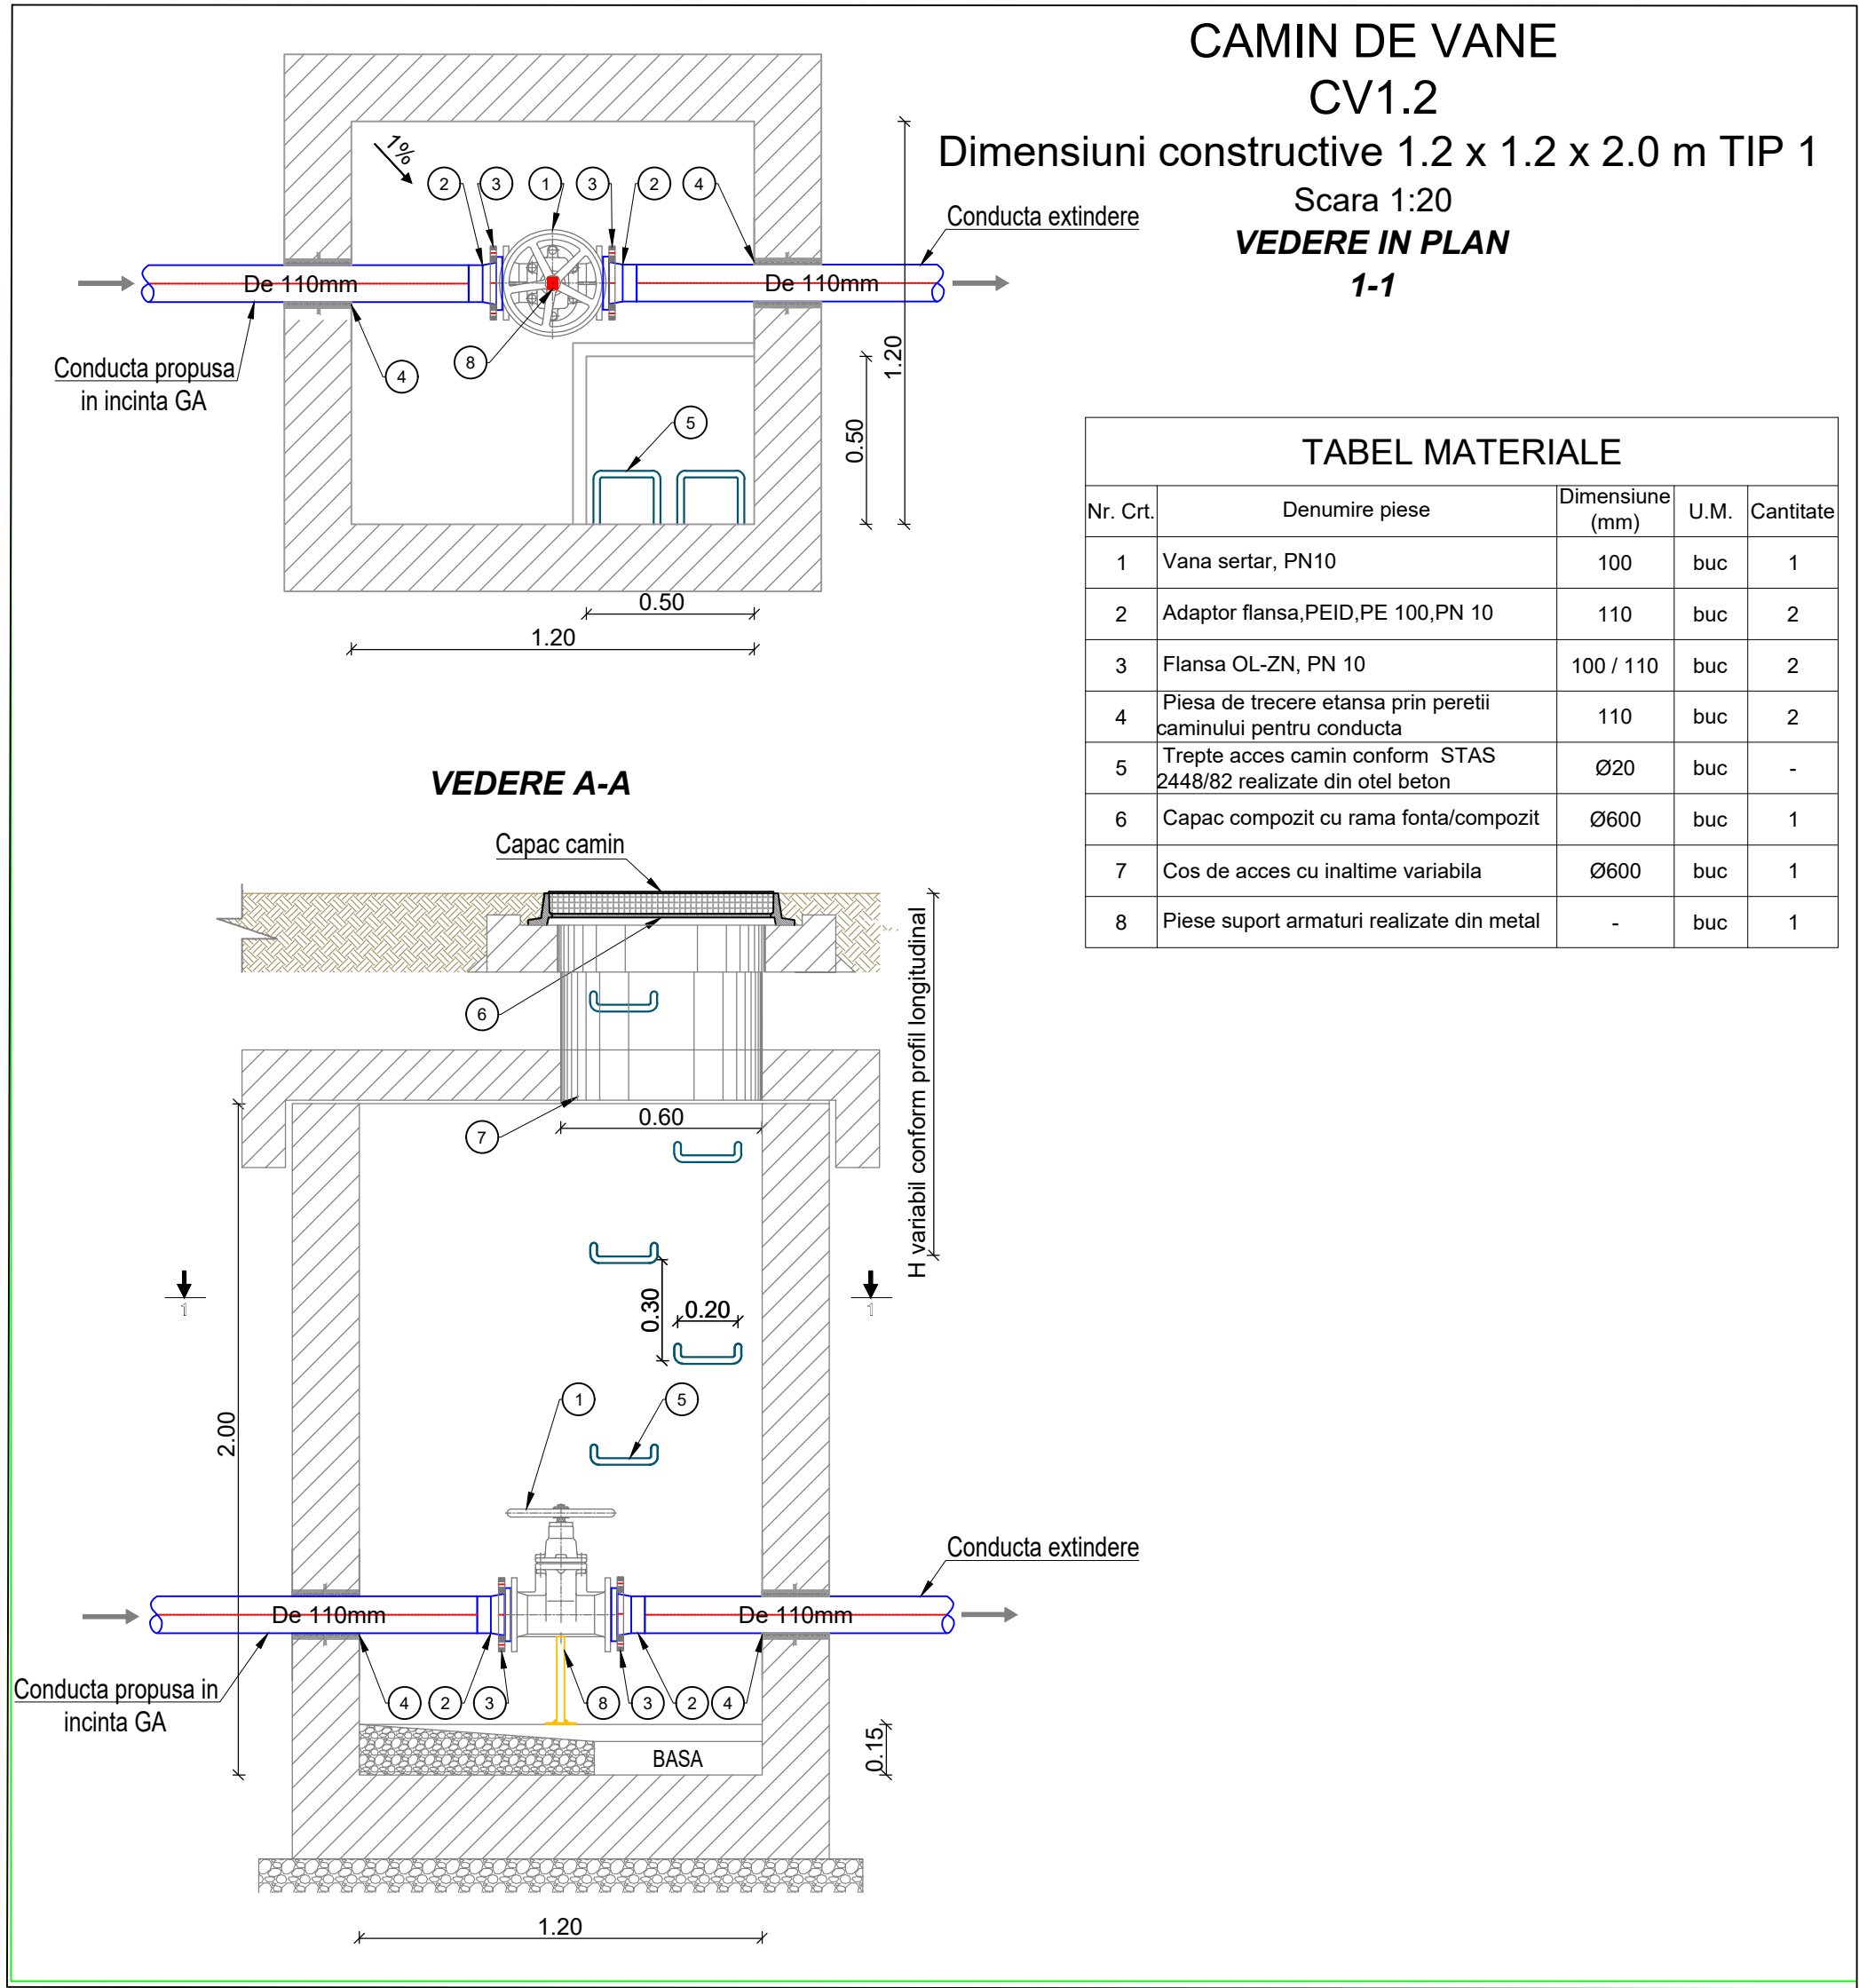 CAMIN DE VANE
CV1.2
Dimensiuni constructive 1.2 x 1.2 x 2.0 m TIP 1
Scara 1:20
VEDERE IN PLAN
1-1
1%
2
3
1
3
2
4
Conducta extindere
De 110mm
De 110mm
Conducta propusa
in incinta GA
4
8
5
1.20
0.50
0.50
1.20
TABEL MATERIALE
Nr. Crt. Denumire piese Dimensiune (mm) U.M. Cantitate
1 Vana sertar, PN10 100 buc 1
2 Adaptor flansa,PEID,PE 100,PN 10 110 buc 2
3 Flansa OL-ZN, PN 10 100 / 110 buc 2
4 Piesa de trecere etansa prin peretii
caminului pentru conducta 110 buc 2
5 Trepte acces camin conform STAS
2448/82 realizate din otel beton Ø20 buc -
6 Capac compozit cu rama fonta/compozit Ø600 buc 1
7 Cos de acces cu inaltime variabila Ø600 buc 1
8 Piese suport armaturi realizate din metal - buc 1
VEDERE A-A
Capac camin
6
H variabil conform profil longitudinal
7
0.60
1
1
0.30
0.20
2.00
1
5
Conducta extindere
De 110mm
De 110mm
Conducta propusa in
incinta GA
4
2
3
8
3
2
4
BASA
0.15
1.20